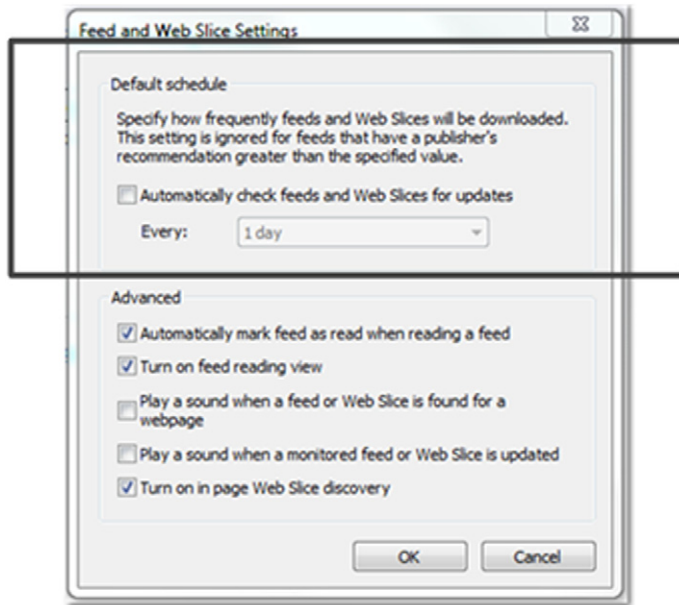 Feed and Web Slice Settings
Default schedule
Specify how frequently feeds and Web Slices will be downloaded.
This setting is ignored for feeds that have a publisher's
recommendation greater than the specified value.
Automatically check feeds and Web Slices for updates
Every: 1 day
Advanced
Automatically mark feed as read when reading a feed
Turn on feed reading view
Play a sound when a feed or Web Slice is found for a
webpage
Play a sound when a monitored feed or Web Slice is updated
Turn on in page Web Slice discovery
OK Cancel